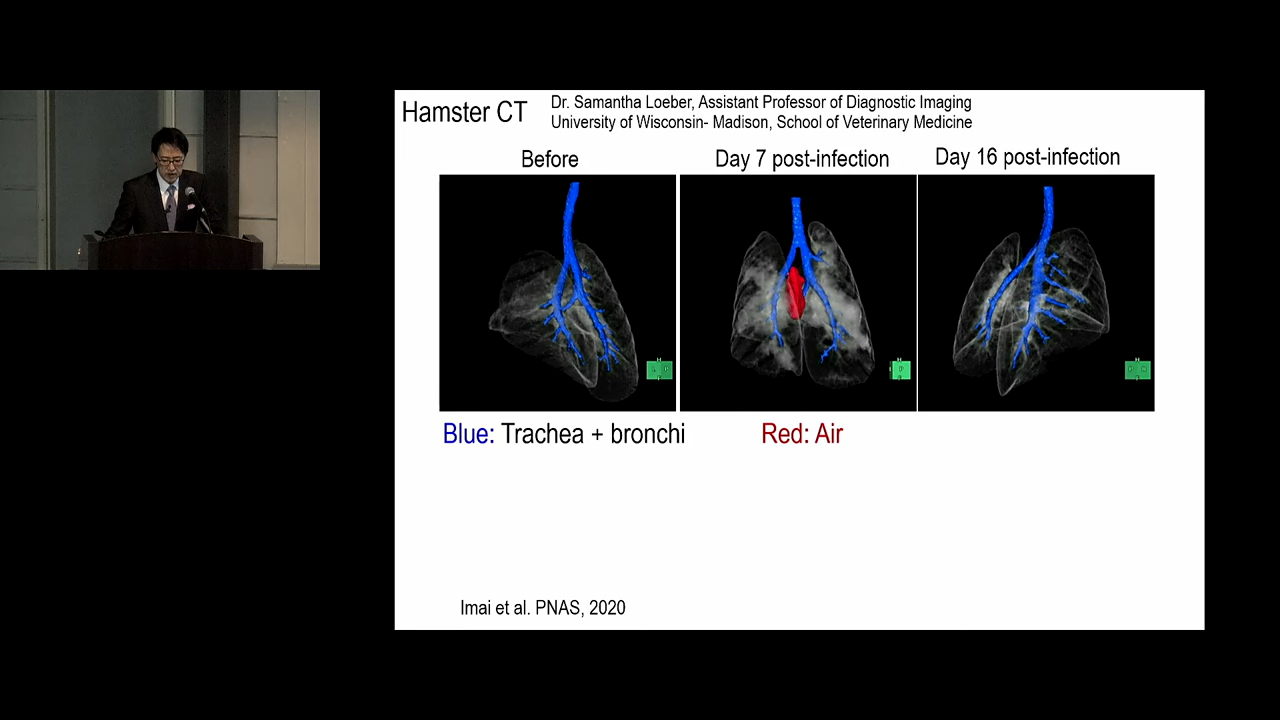 Hamster CT
Dr. Samantha Loeber, Assistant Professor of Diagnostic Imaging
University of Wisconsin- Madison, School of Veterinary Medicine
Before
Day 7 post-infection
Day 16 post-infection
Blue: Trachea + bronchi
Red: Air
Imai et al. PNAS, 2020